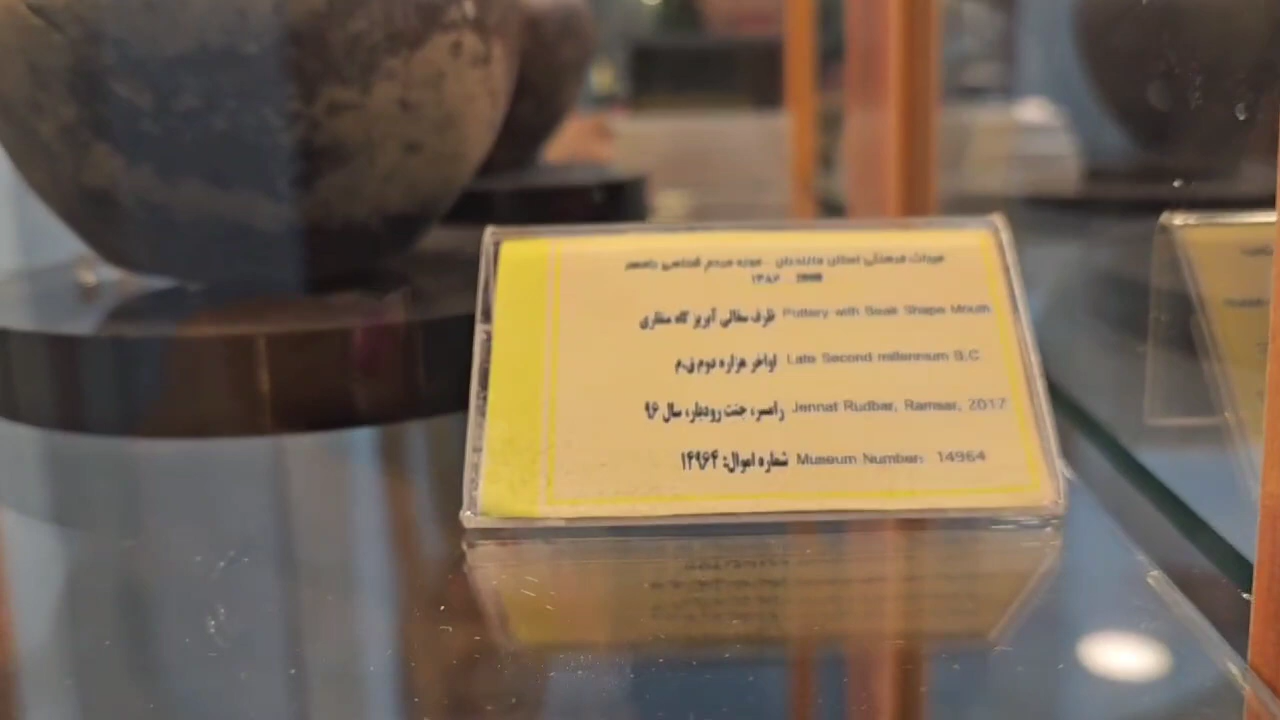 میراث فرهنگی استان مازندران - موزه مردم شناسی رامسر
۱۳۸۶
ظرف سفالی آبریز گاه منقاری Pottery with Beak Shape Mouth
اواخر هزاره دوم ق.م Late Second millennium B.C
رامسر، جنت رودبار، سال ۹۶ Jennat Rudbar, Ramsar, 2017
شماره اموال: ۱۴۹۶۴ Museum Number: 14964